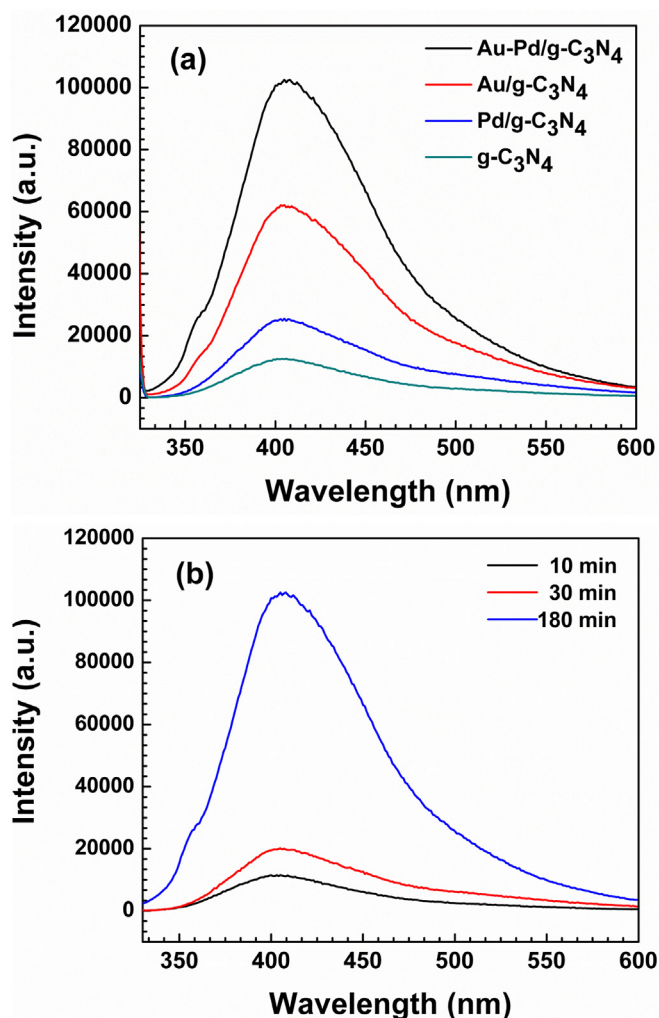 120000
100000
80000
60000
40000
20000
0
Intensity (a.u.)
(a)
Au-Pd/g-C₃N₄
Au/g-C₃N₄
Pd/g-C₃N₄
g-C₃N₄
350 400 450 500 550 600
Wavelength (nm)
120000
100000
80000
60000
40000
20000
0
Intensity (a.u.)
(b)
10 min
30 min
180 min
350 400 450 500 550 600
Wavelength (nm)